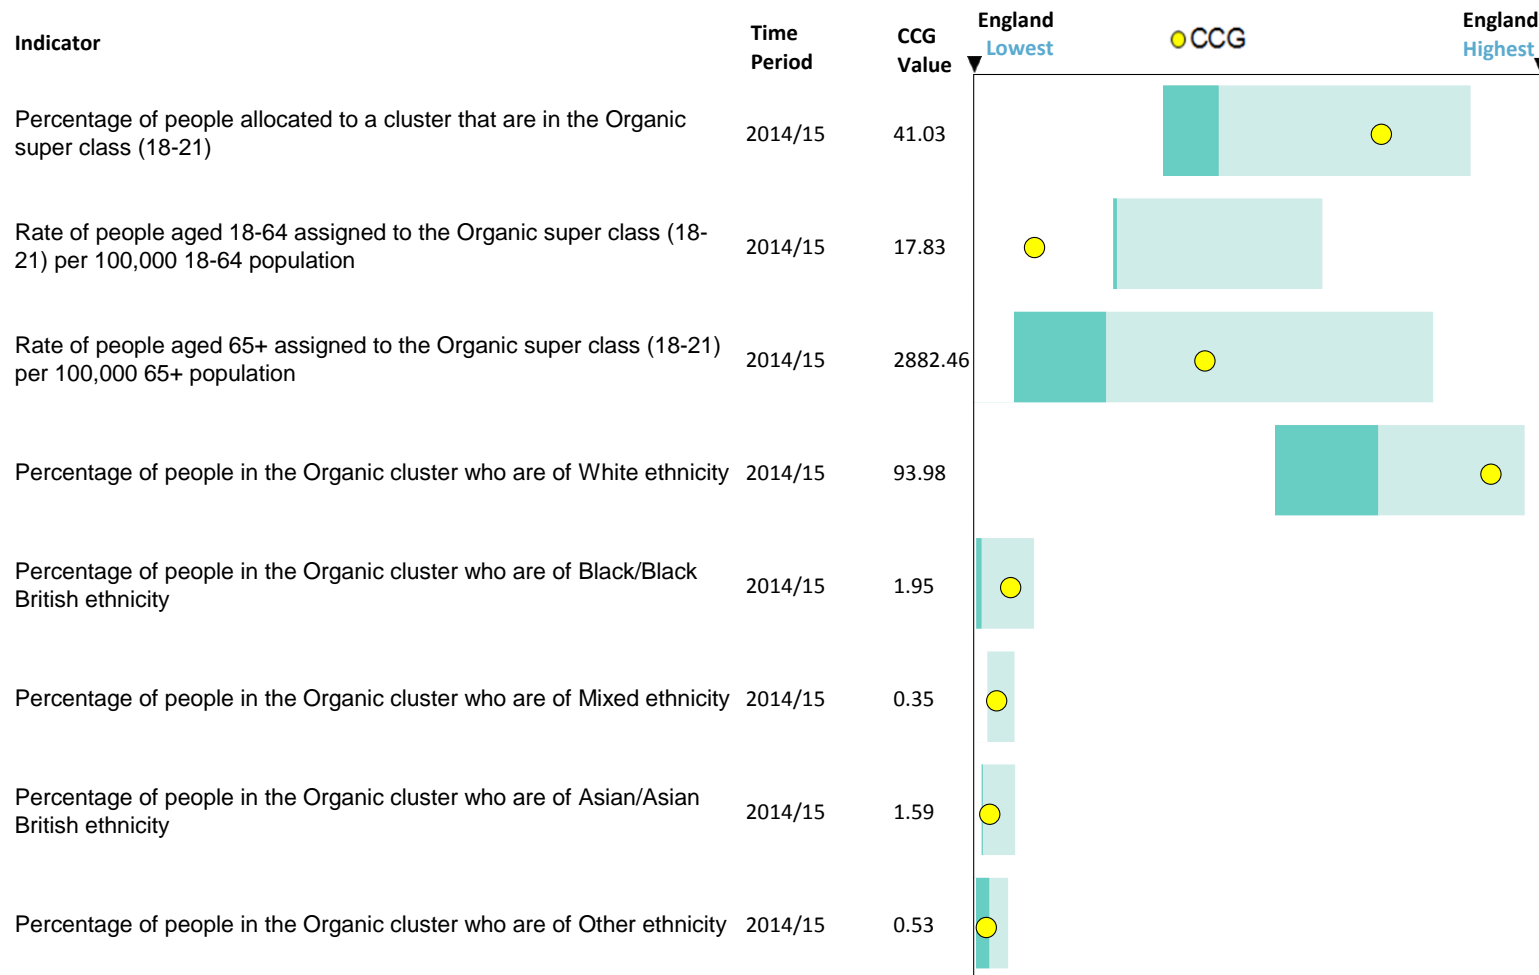 Indicator
Time Period
CCG Value
England Lowest
CCG
England Highest
Percentage of people allocated to a cluster that are in the Organic
super class (18-21)
2014/15
41.03
Rate of people aged 18-64 assigned to the Organic super class (18-
21) per 100,000 18-64 population
2014/15
17.83
Rate of people aged 65+ assigned to the Organic super class (18-21)
per 100,000 65+ population
2014/15
2882.46
Percentage of people in the Organic cluster who are of White ethnicity
2014/15
93.98
Percentage of people in the Organic cluster who are of Black/Black
British ethnicity
2014/15
1.95
Percentage of people in the Organic cluster who are of Mixed ethnicity
2014/15
0.35
Percentage of people in the Organic cluster who are of Asian/Asian
British ethnicity
2014/15
1.59
Percentage of people in the Organic cluster who are of Other ethnicity
2014/15
0.53